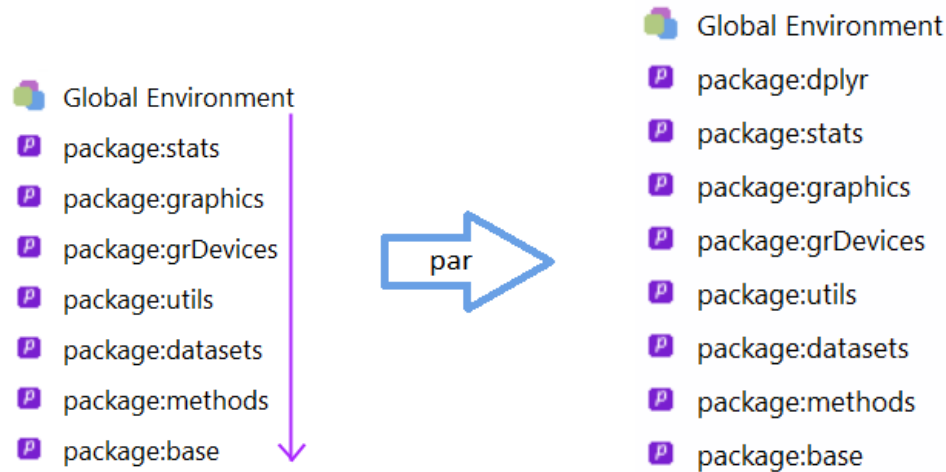 Global Environment
package:stats
package:graphics
package:grDevices
package:utils
package:datasets
package:methods
package:base
par
Global Environment
package:dplyr
package:stats
package:graphics
package:grDevices
package:utils
package:datasets
package:methods
package:base